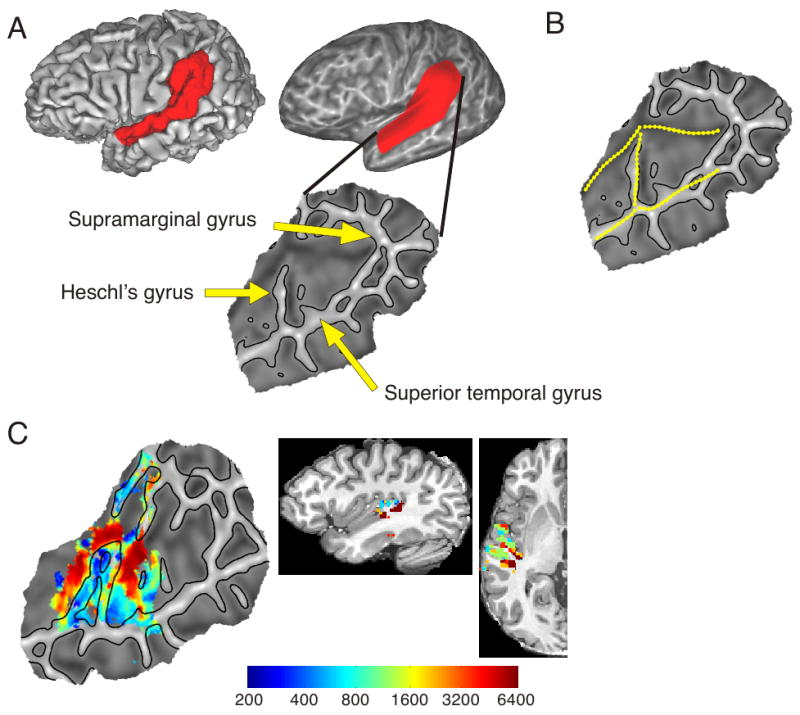 A
B
Supramarginal gyrus
Heschl's gyrus
Superior temporal gyrus
C
200 400 800 1600 3200 6400